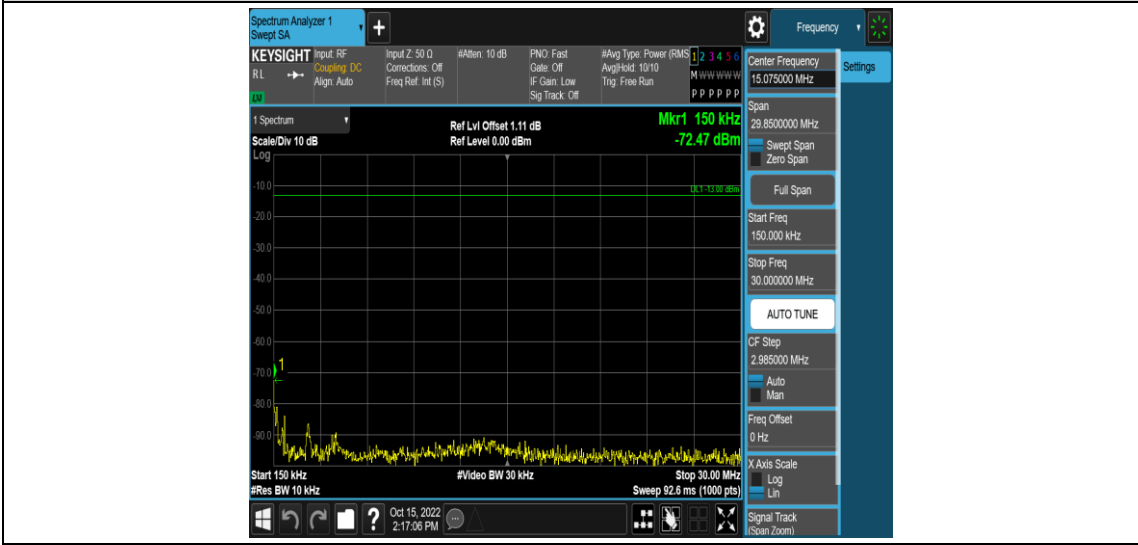 Spectrum Analyzer 1
Swept SA
+
Frequency
KEYSIGHT
RL
LM
Input: RF
Coupling: DC
Align: Auto
Input Z: 50 Ω
Corrections: Off
Freq Ref: Int (S)
#Atten: 10 dB
PNO: Fast
Gate: Off
IF Gain: Low
Sig Track: Off
#Avg Type: Power (RMS
Avg|Hold: 10/10
Trig: Free Run
1 2 3 4 5 6
M W W W W W
P P P P P P
1 Spectrum
Scale/Div 10 dB
Log
Ref Lvl Offset 1.11 dB
Ref Level 0.00 dBm
Mkr1 150 kHz
-72.47 dBm
-10.0
DL1 -13.00 dBm
-20.0
-30.0
-40.0
-50.0
-60.0
1
-70.0
-80.0
-90.0
Start 150 kHz
#Res BW 10 kHz
#Video BW 30 kHz
Stop 30.00 MHz
Sweep 92.6 ms (1000 pts)
?
Oct 15, 2022
2:17:06 PM
Center Frequency
15.075000 MHz
Settings
Span
29.8500000 MHz
Swept Span
Zero Span
Full Span
Start Freq
150.000 kHz
Stop Freq
30.000000 MHz
AUTO TUNE
CF Step
2.985000 MHz
Auto
Man
Freq Offset
0 Hz
X Axis Scale
Log
Lin
Signal Track
(Span Zoom)